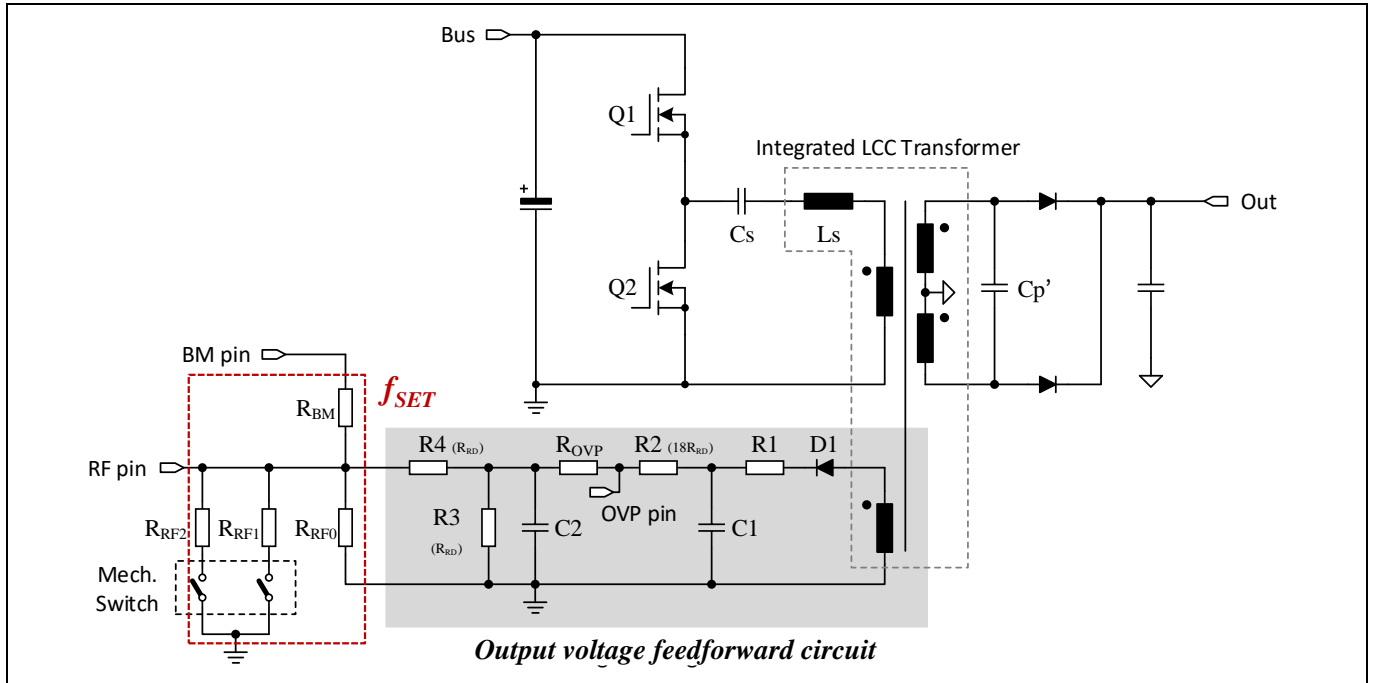 Bus
Q1
Integrated LCC Transformer
+
Out
Cs
Ls
Q2
Cp’
BM pin
fSET
RBM
R4 (RRD)
ROVP
R2 (18RRD)
R1
D1
RF pin
OVP pin
RRF2
RRF1
RRF0
R3
(RRD)
C2
C1
Mech.
Switch
Output voltage feedforward circuit